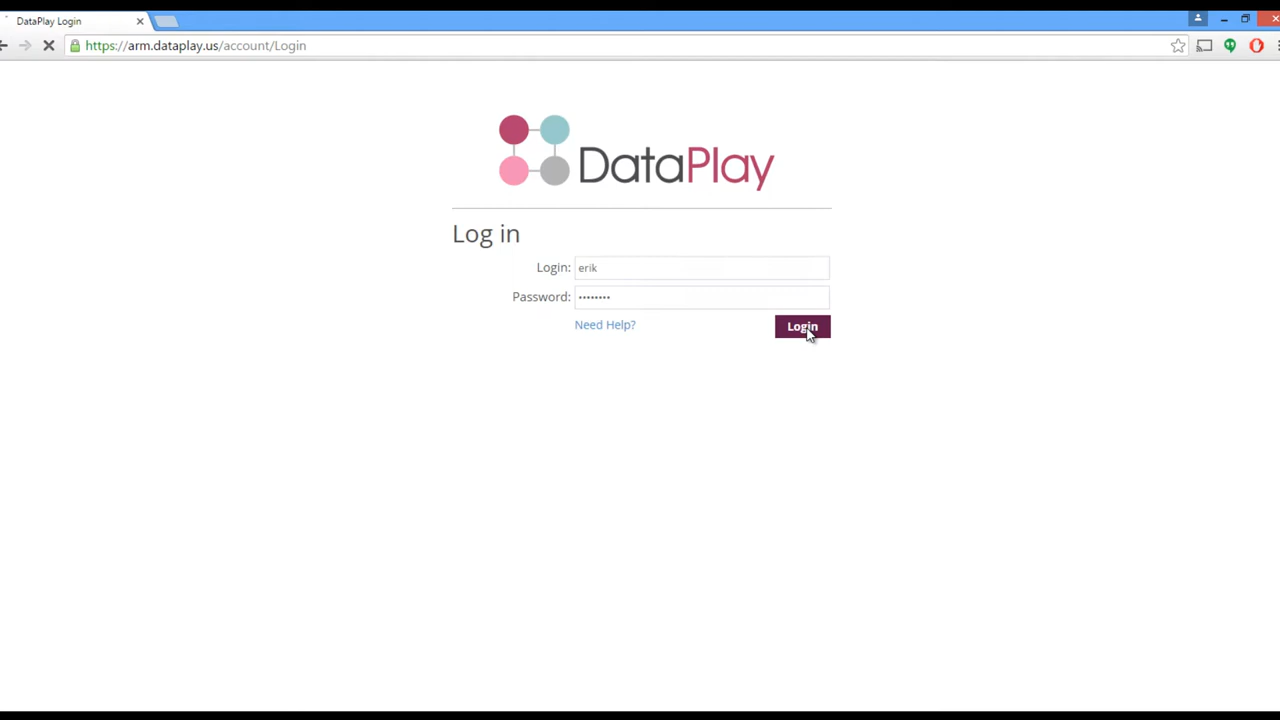 DataPlay Login
https://arm.dataplay.us/account/Login
DataPlay
Log in
Login: erik
Password: ••••••••
Need Help? Login